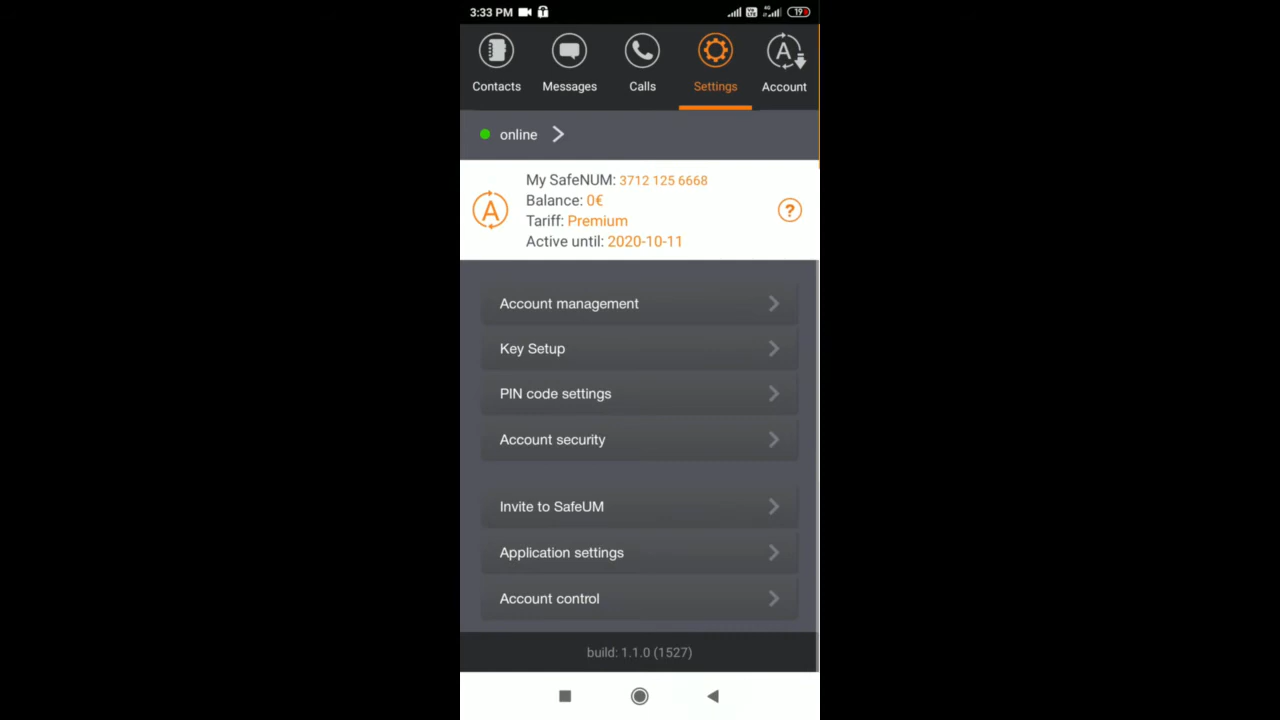 3:33 PM
19
Contacts Messages Calls Settings Account
online
My SafeNUM: 3712 125 6668
Balance: 0€
Tariff: Premium
Active until: 2020-10-11
Account management
Key Setup
PIN code settings
Account security
Invite to SafeUM
Application settings
Account control
build: 1.1.0 (1527)